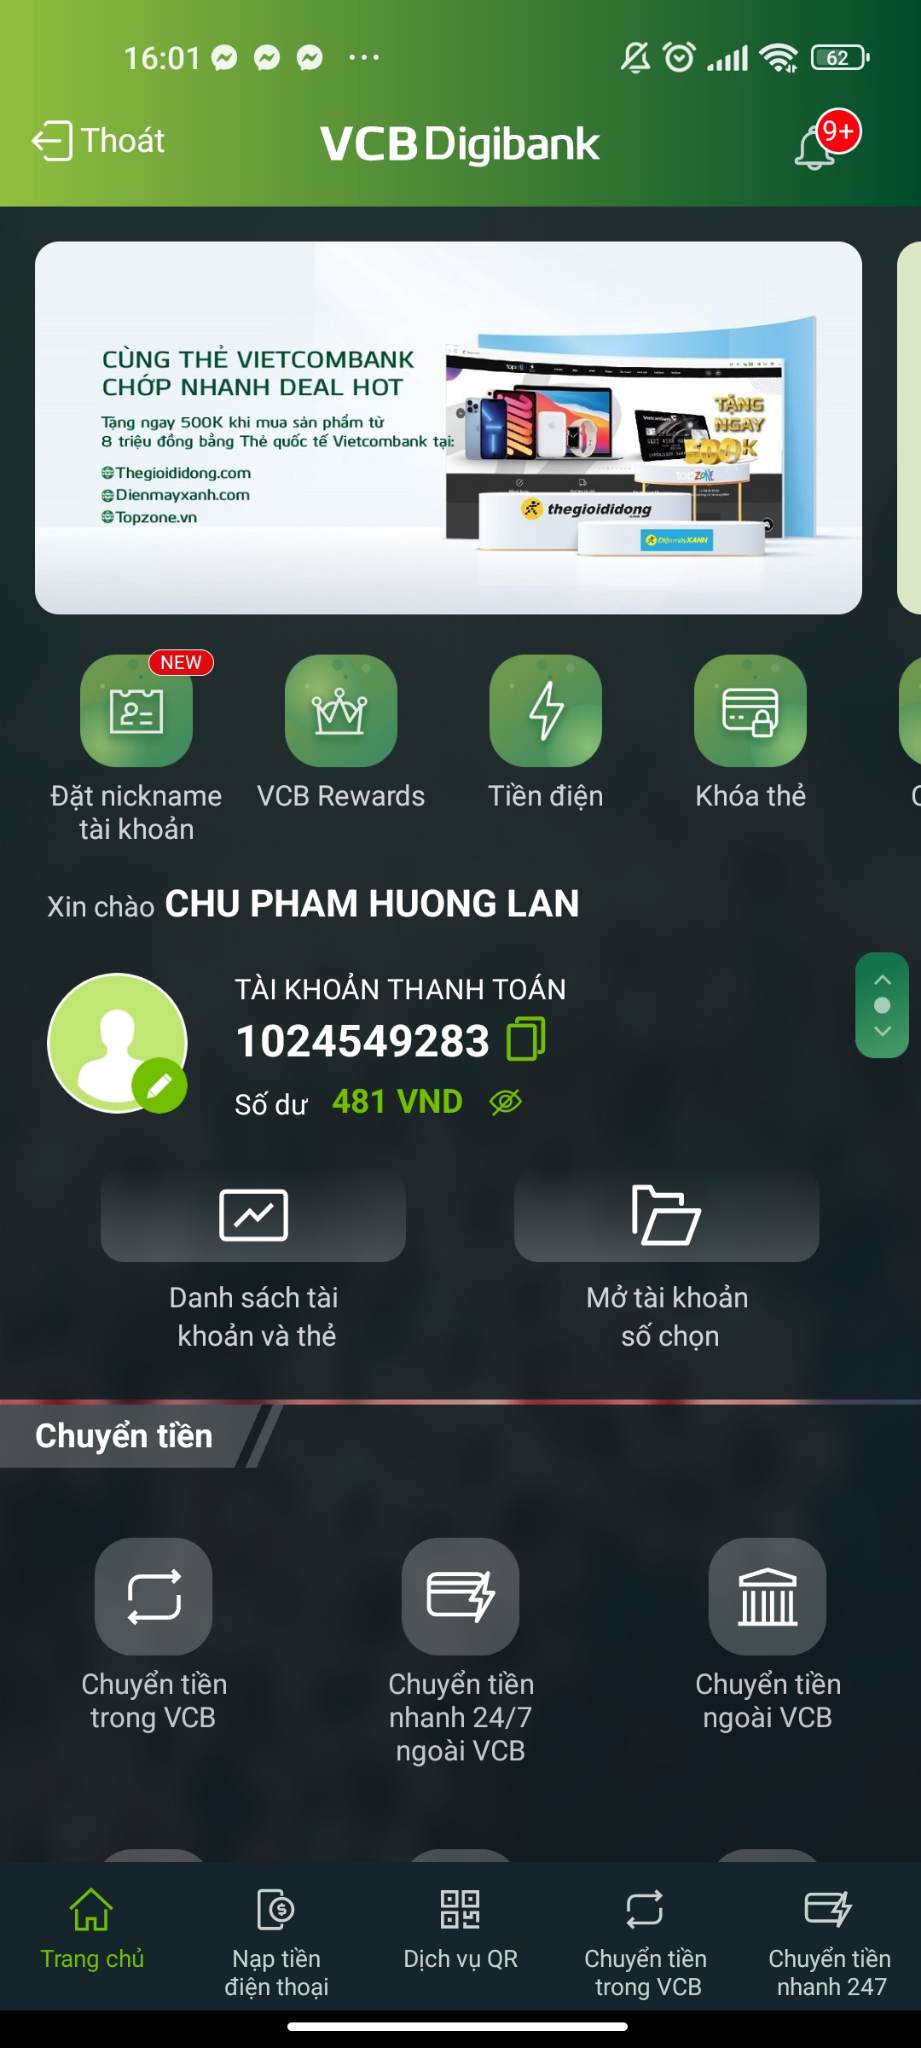 16:01
62
Thoát
VCB Digibank
9+
CÙNG THẺ VIETCOMBANK
CHỚP NHANH DEAL HOT
Tặng ngay 500K khi mua sản phẩm từ
8 triệu đồng bằng Thẻ quốc tế Vietcombank tại:
Thegioididong.com
Dienmayxanh.com
Topzone.vn
TẶNG
NGAY
500K
TOPZONE
thegioididong
Điện máy XANH
NEW
Đặt nickname
tài khoản
VCB Rewards
Tiền điện
Khóa thẻ
Xin chào CHU PHAM HUONG LAN
TÀI KHOẢN THANH TOÁN
1024549283
Số dư 481 VND
Danh sách tài
khoản và thẻ
Mở tài khoản
số chọn
Chuyển tiền
Chuyển tiền
trong VCB
Chuyển tiền
nhanh 24/7
ngoài VCB
Chuyển tiền
ngoài VCB
Trang chủ
Nạp tiền
điện thoại
Dịch vụ QR
Chuyển tiền
trong VCB
Chuyển tiền
nhanh 247